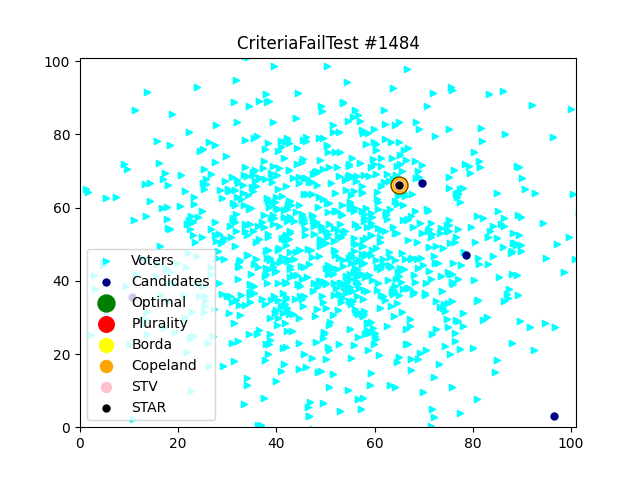 CriteriaFailTest #1484
100
80
60
40
20
0
Voters
Candidates
Optimal
Plurality
Borda
Copeland
STV
STAR
0 20 40 60 80 100